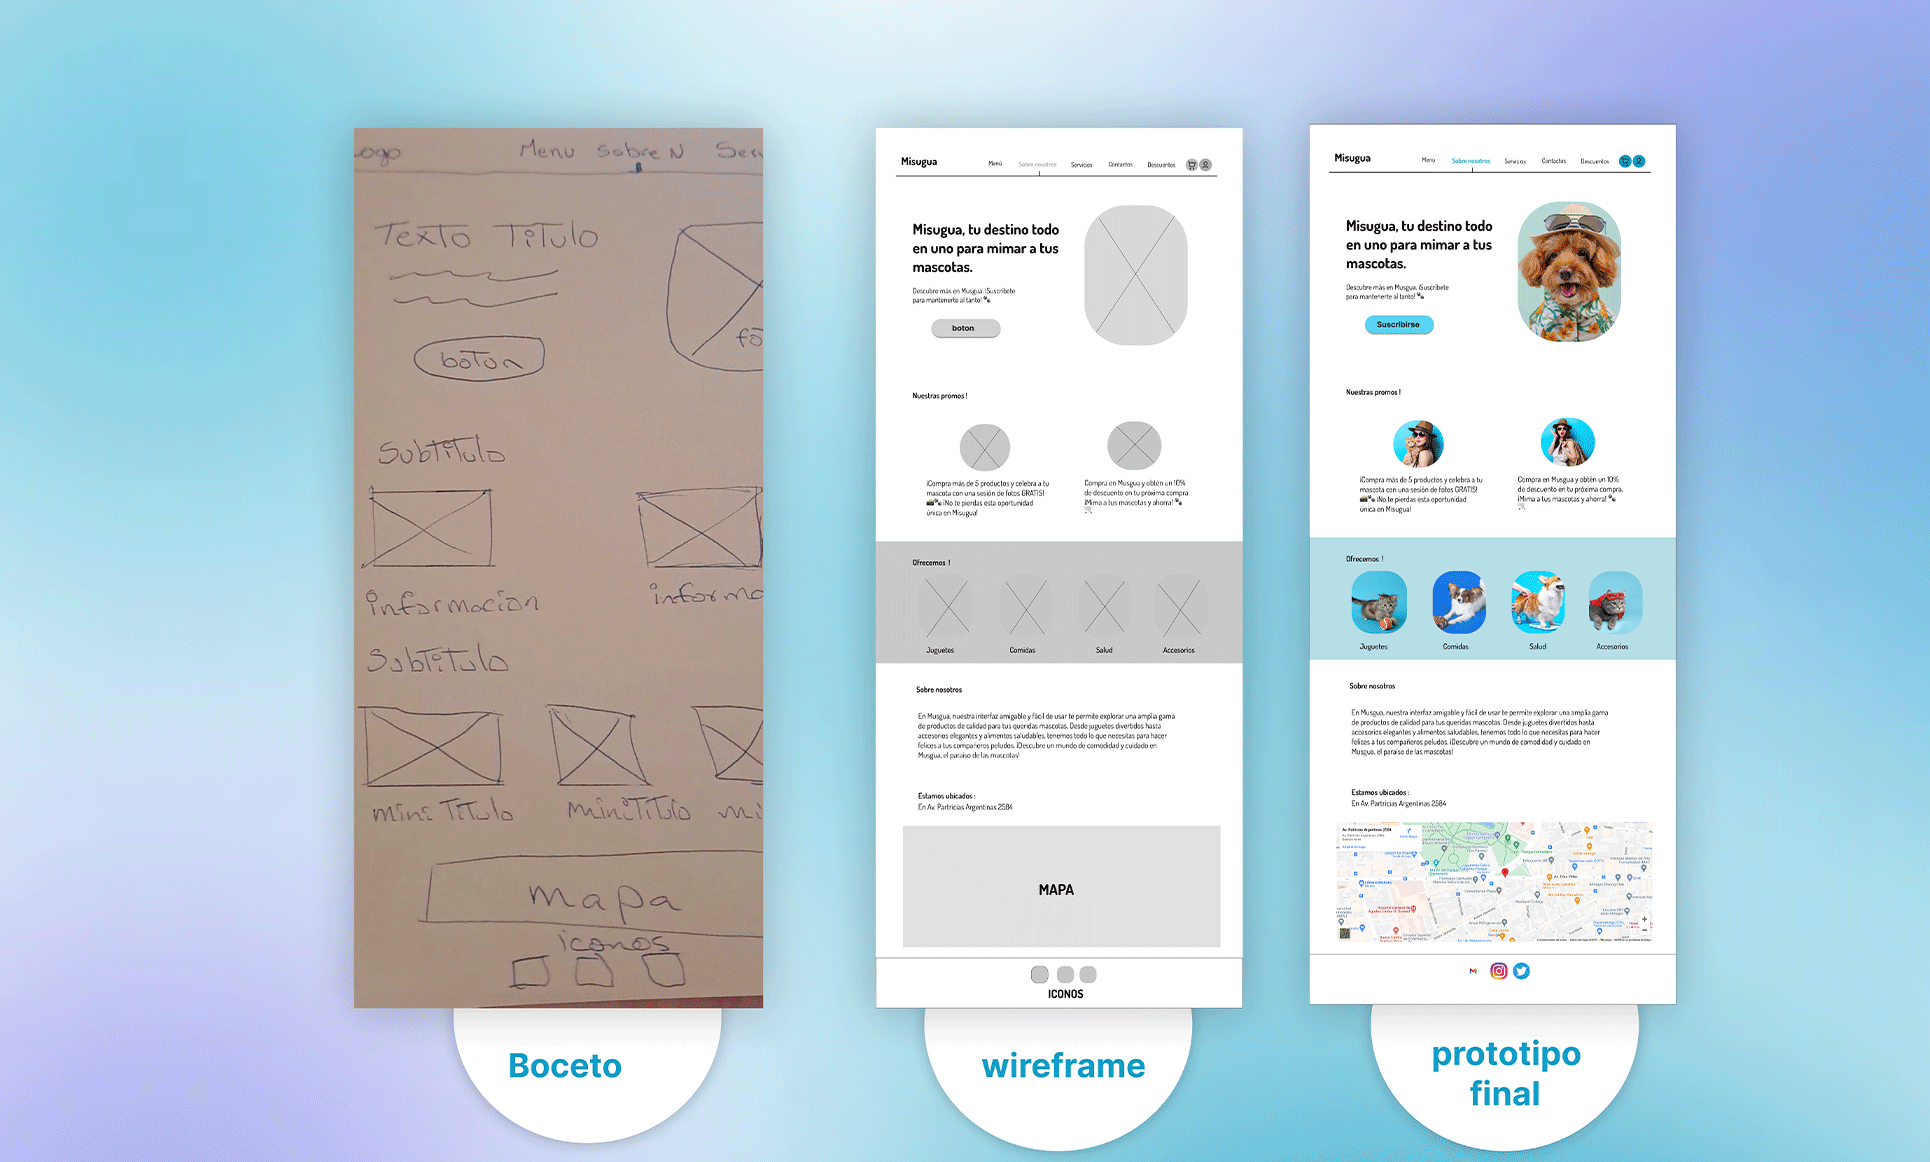 ogo
Menu Sobre N Serv
Texto Titulo
boton
fo
Subtitulo
informacion
informa
Subtitulo
mini Titulo
mini Titulo
mi
mapa
iconos
Boceto
Misugua
Menú
Sobre nosotros
Servicios
Contactos
Descuentos
Misugua, tu destino todo
en uno para mimar a tus
mascotas.
Descubre más en Musgua. ¡Suscríbete
para mantenerte al tanto! 🐾
boton
Nuestras promos !
¡Compra más de 5 productos y celebra a tu
mascota con una sesión de fotos GRATIS!
📸🐾 ¡No te pierdas esta oportunidad
única en Misugua!
Compra en Musgua y obtén un 10%
de descuento en tu próxima compra.
¡Mima a tus mascotas y ahorra! 🐾
🛒
Ofrecemos !
Juguetes
Comidas
Salud
Accesorios
Sobre nosotros
En Musgua, nuestra interfaz amigable y fácil de usar te permite explorar una amplia gama
de productos de calidad para tus queridas mascotas. Desde juguetes divertidos hasta
accesorios elegantes y alimentos saludables, tenemos todo lo que necesitas para hacer
felices a tus compañeros peludos. ¡Descubre un mundo de comodidad y cuidado en
Musgua, el paraíso de las mascotas!
Estamos ubicados :
En Av. Partricias Argentinas 2584
MAPA
ICONOS
wireframe
Misugua
Menú
Sobre nosotros
Servicios
Contactos
Descuentos
Misugua, tu destino todo
en uno para mimar a tus
mascotas.
Descubre más en Musgua. ¡Suscríbete
para mantenerte al tanto! 🐾
Suscribirse
Nuestras promos !
¡Compra más de 5 productos y celebra a tu
mascota con una sesión de fotos GRATIS!
📸🐾 ¡No te pierdas esta oportunidad
única en Misugua!
Compra en Musgua y obtén un 10%
de descuento en tu próxima compra.
¡Mima a tus mascotas y ahorra! 🐾
🛒
Ofrecemos !
Juguetes
Comidas
Salud
Accesorios
Sobre nosotros
En Musgua, nuestra interfaz amigable y fácil de usar te permite explorar una amplia gama
de productos de calidad para tus queridas mascotas. Desde juguetes divertidos hasta
accesorios elegantes y alimentos saludables, tenemos todo lo que necesitas para hacer
felices a tus compañeros peludos. ¡Descubre un mundo de comodidad y cuidado en
Musgua, el paraíso de las mascotas!
Estamos ubicados :
En Av. Partricias Argentinas 2584
Av. Patricias Argentinas 2584
prototipo
final